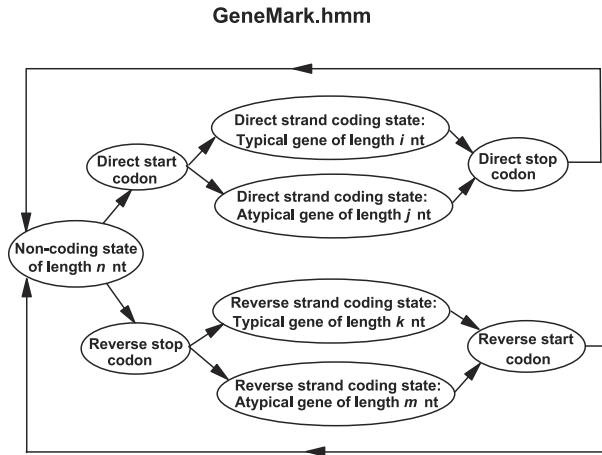 GeneMark.hmm
Direct strand coding state:
Typical gene of length i nt
Direct start
codon
Direct strand coding state:
Atypical gene of length j nt
Direct stop
codon
Non-coding state
of length n nt
Reverse strand coding state:
Typical gene of length k nt
Reverse stop
codon
Reverse strand coding state:
Atypical gene of length m nt
Reverse start
codon